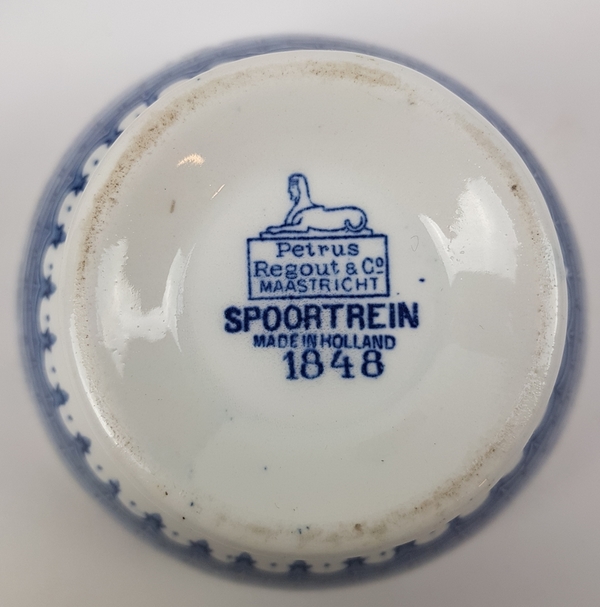 Petrus
Regout & Co
MAASTRICHT
SPOORTREIN
MADE IN HOLLAND
1848